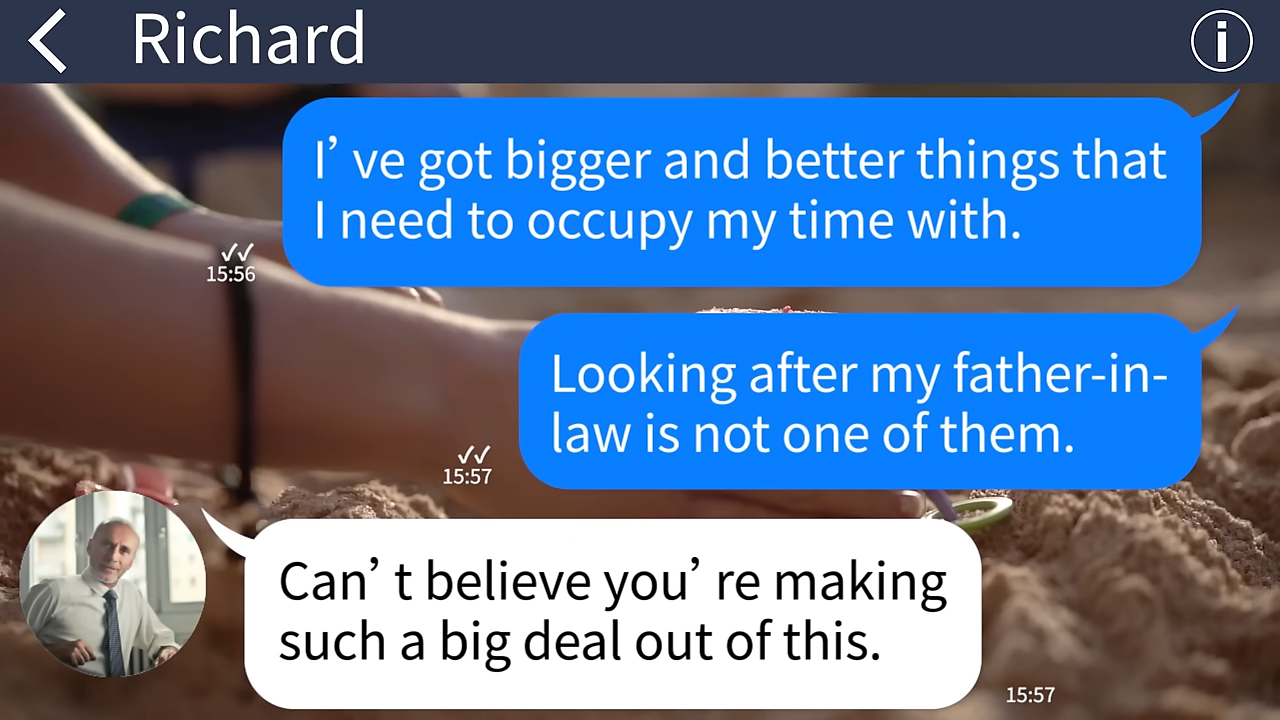 Richard
I’ ve got bigger and better things that
I need to occupy my time with.
15:56
Looking after my father-in-
law is not one of them.
15:57
Can’ t believe you’ re making
such a big deal out of this.
15:57